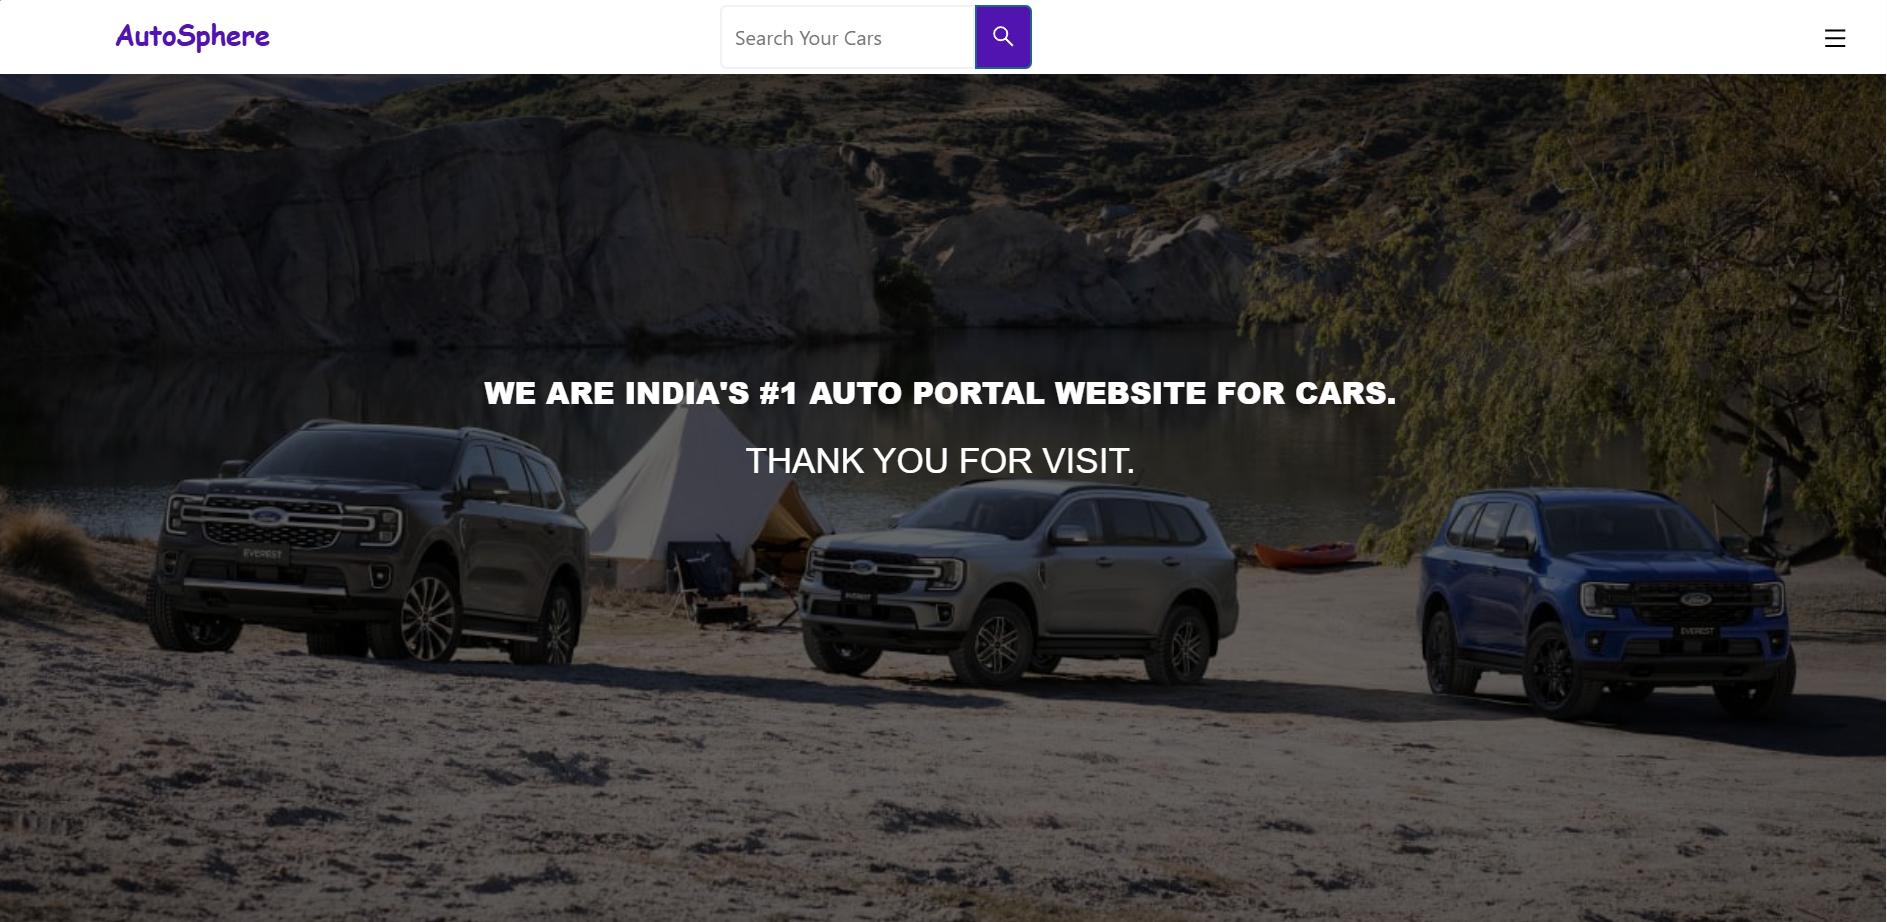 AutoSphere
Search Your Cars
WE ARE INDIA'S #1 AUTO PORTAL WEBSITE FOR CARS.
THANK YOU FOR VISIT.
EVEREST
EVEREST
EVEREST